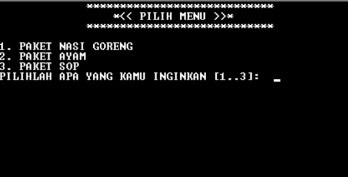 ****************************
*<< PILIH MENU >>*
****************************
1. PAKET NASI GORENG
2. PAKET AYAM
3. PAKET SOP
PILIHLAH APA YANG KAMU INGINKAN [1..3]: _